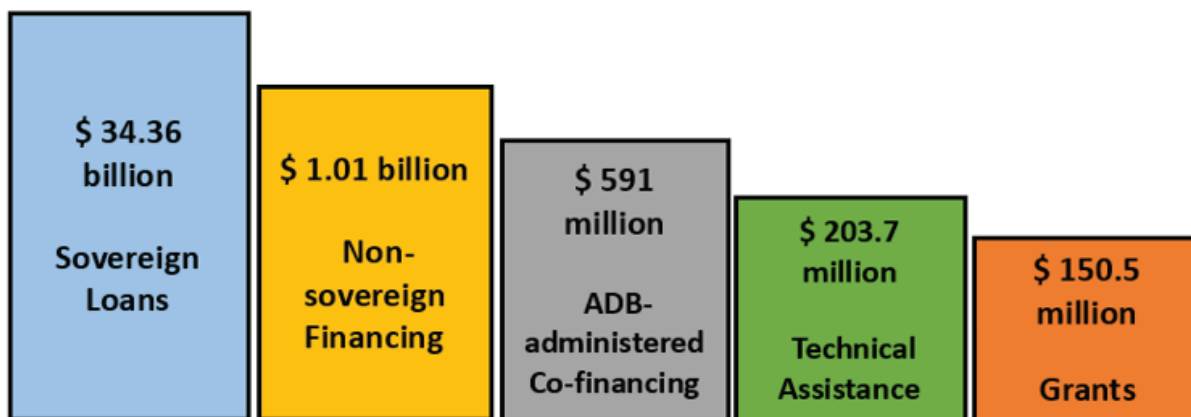 $ 34.36
billion
Sovereign
Loans
$ 1.01 billion
Non-
sovereign
Financing
$ 591
million
ADB-
administered
Co-financing
$ 203.7
million
Technical
Assistance
$ 150.5
million
Grants